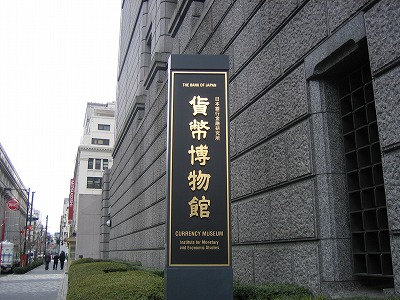 THE BANK OF JAPAN
日本銀行金融研究所
貨幣博物館
CURRENCY MUSEUM
Institute for Monetary
and Economic Studies